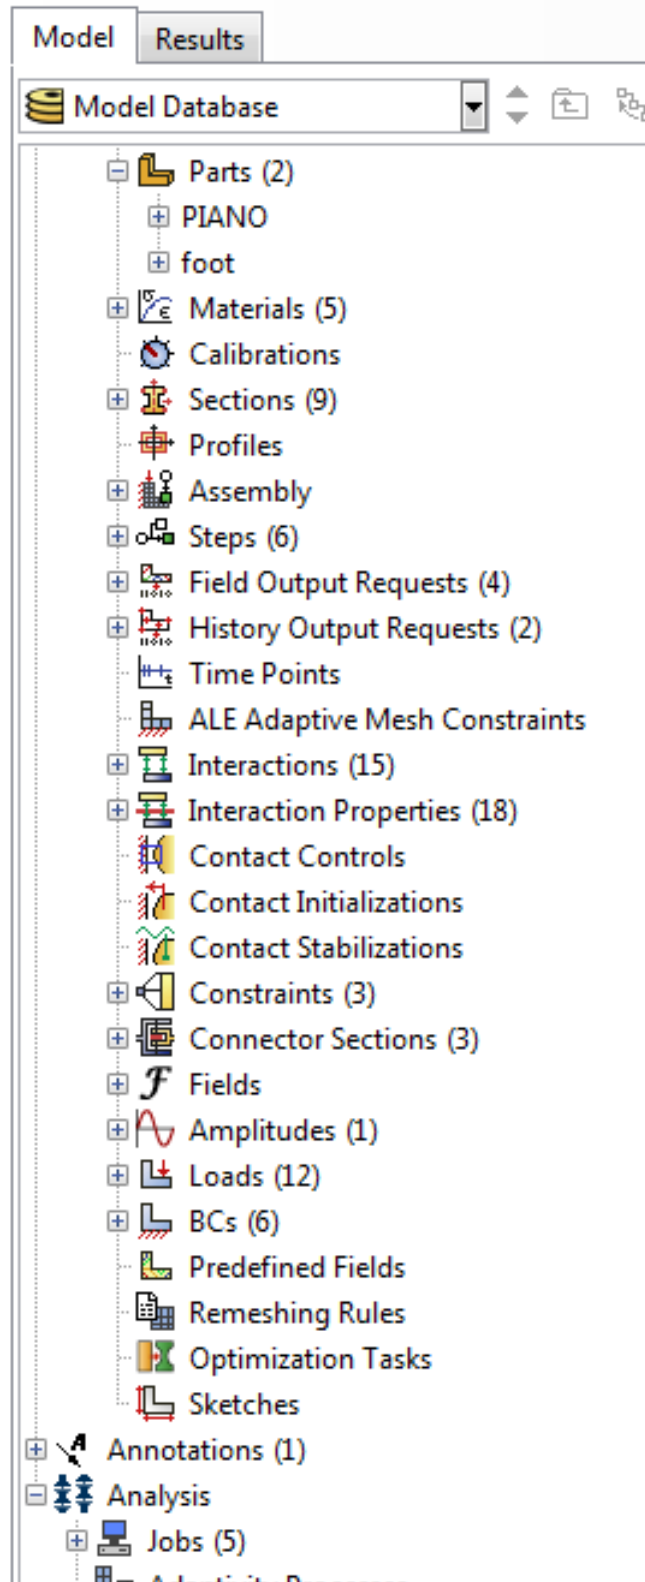 Model Results
Model Database
Parts (2)
PIANO
foot
Materials (5)
Calibrations
Sections (9)
Profiles
Assembly
Steps (6)
Field Output Requests (4)
History Output Requests (2)
Time Points
ALE Adaptive Mesh Constraints
Interactions (15)
Interaction Properties (18)
Contact Controls
Contact Initializations
Contact Stabilizations
Constraints (3)
Connector Sections (3)
Fields
Amplitudes (1)
Loads (12)
BCs (6)
Predefined Fields
Remeshing Rules
Optimization Tasks
Sketches
Annotations (1)
Analysis
Jobs (5)